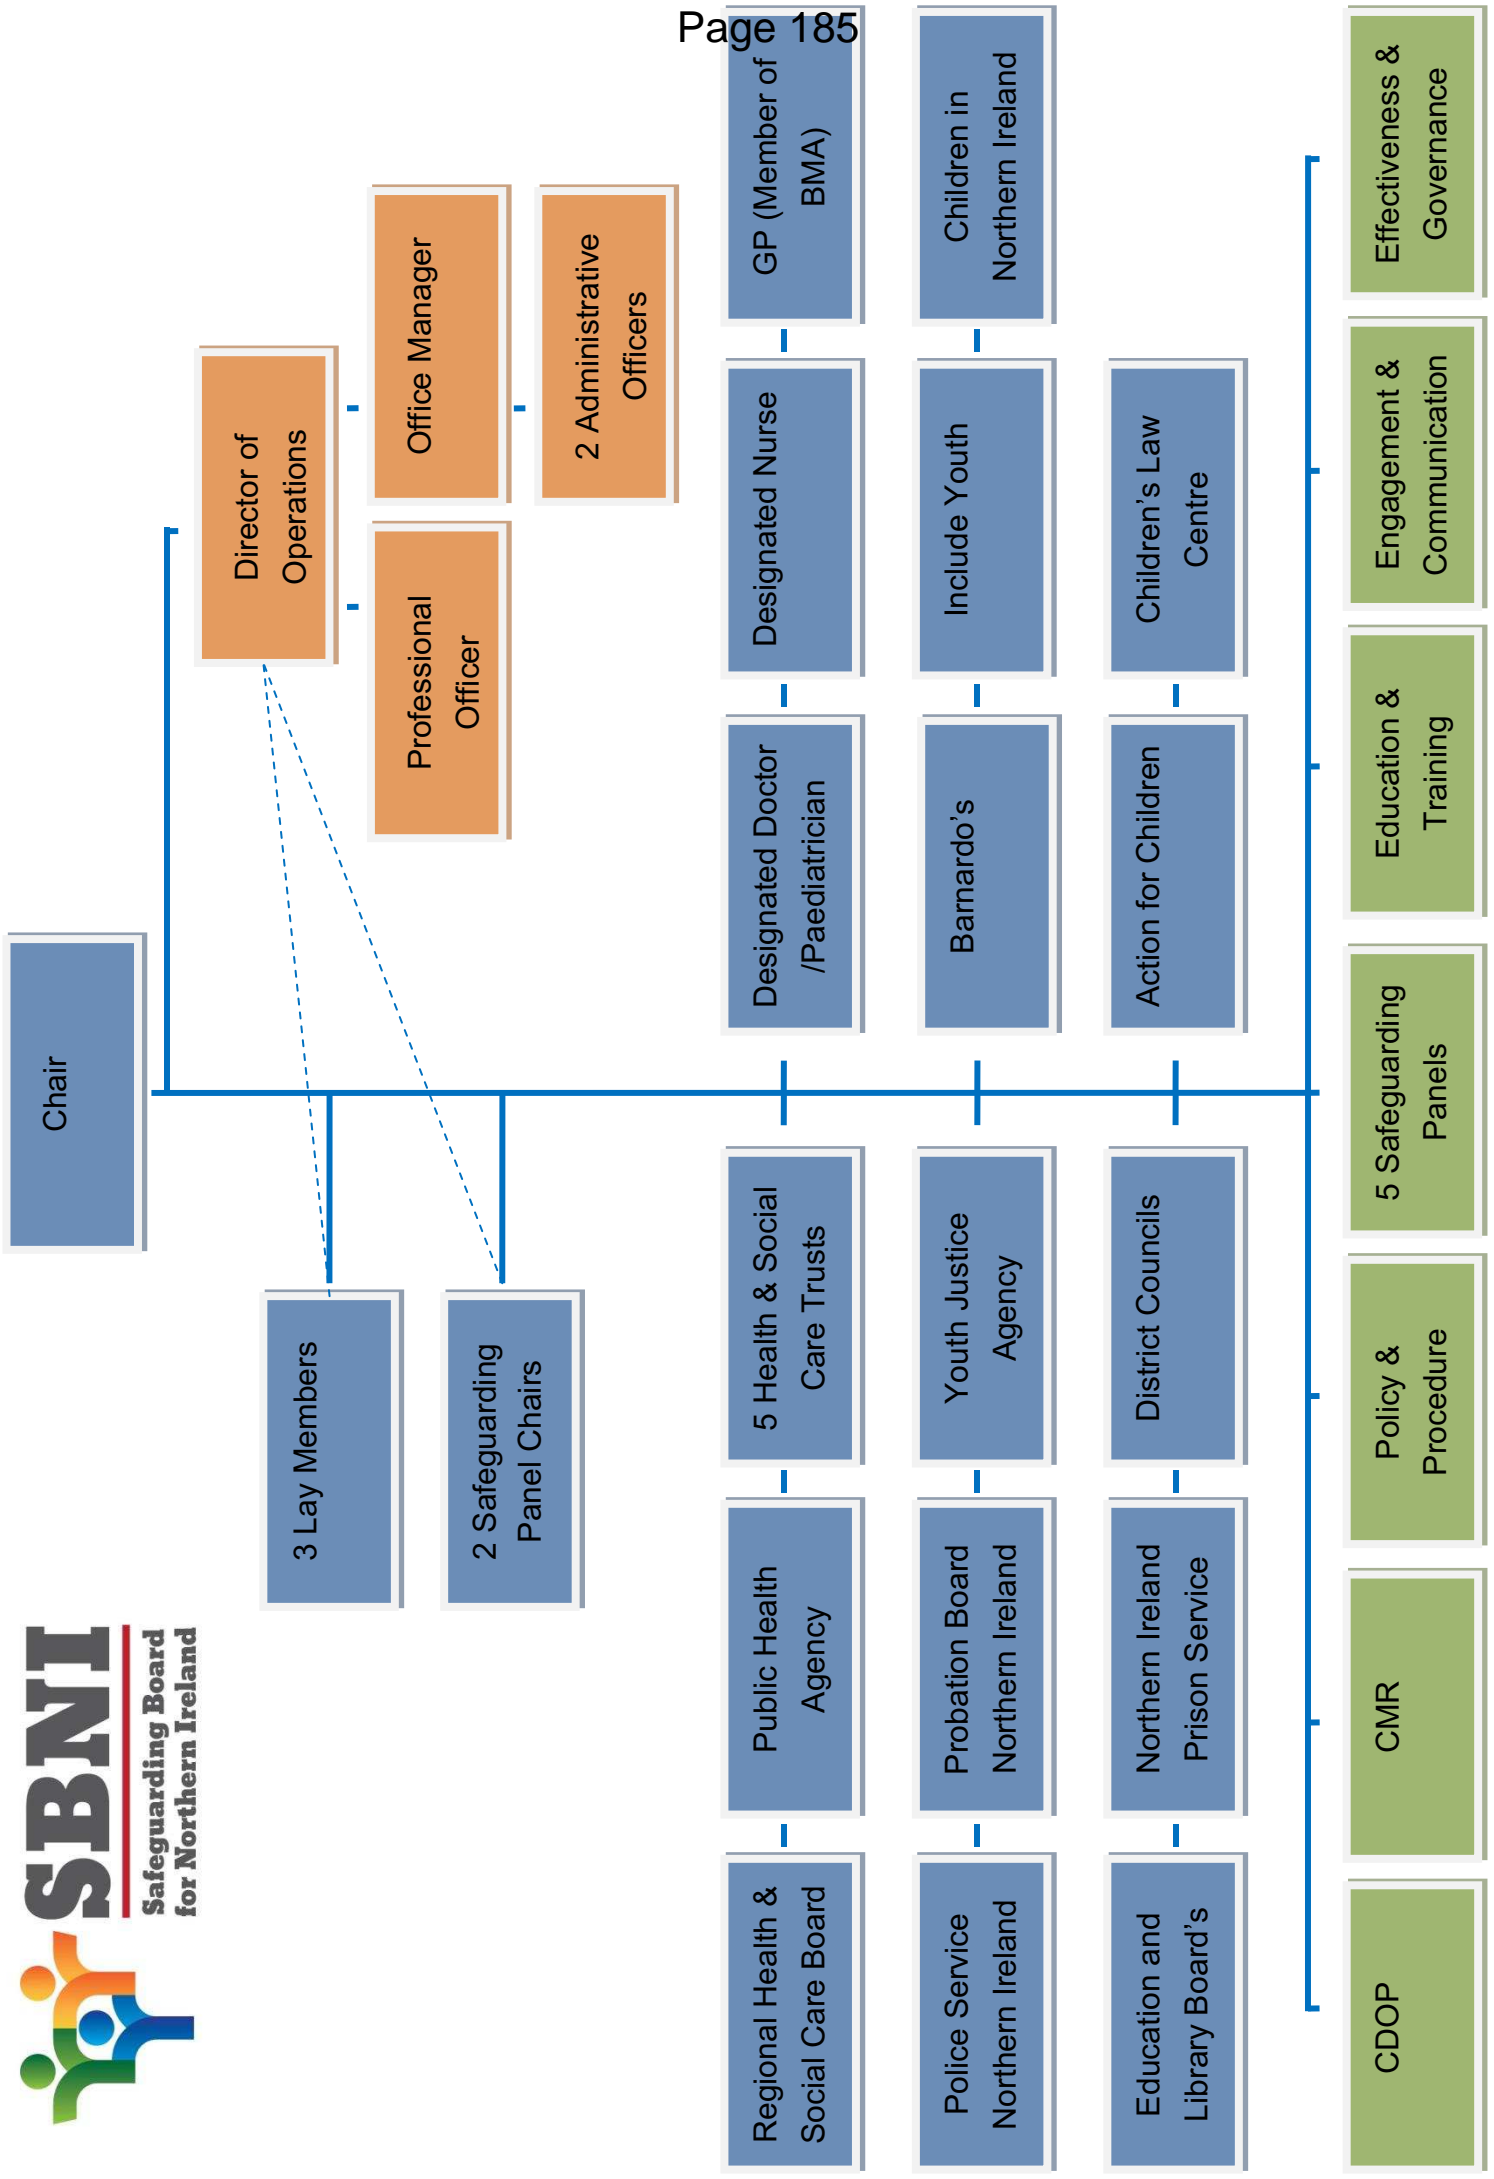 Page 185
SBNI
Safeguarding Board
for Northern Ireland
Chair
Director of
Operations
3 Lay Members
Professional
Officer
Office Manager
2 Safeguarding
Panel Chairs
2 Administrative
Officers
Regional Health &
Social Care Board
Public Health
Agency
5 Health & Social
Care Trusts
Designated Doctor
/Paediatrician
Designated Nurse
GP (Member of
BMA)
Police Service
Northern Ireland
Probation Board
Northern Ireland
Youth Justice
Agency
Barnardo’s
Include Youth
Children in
Northern Ireland
Education and
Library Board’s
Northern Ireland
Prison Service
District Councils
Action for Children
Children’s Law
Centre
CDOP
CMR
Policy &
Procedure
5 Safeguarding
Panels
Education &
Training
Engagement &
Communication
Effectiveness &
Governance